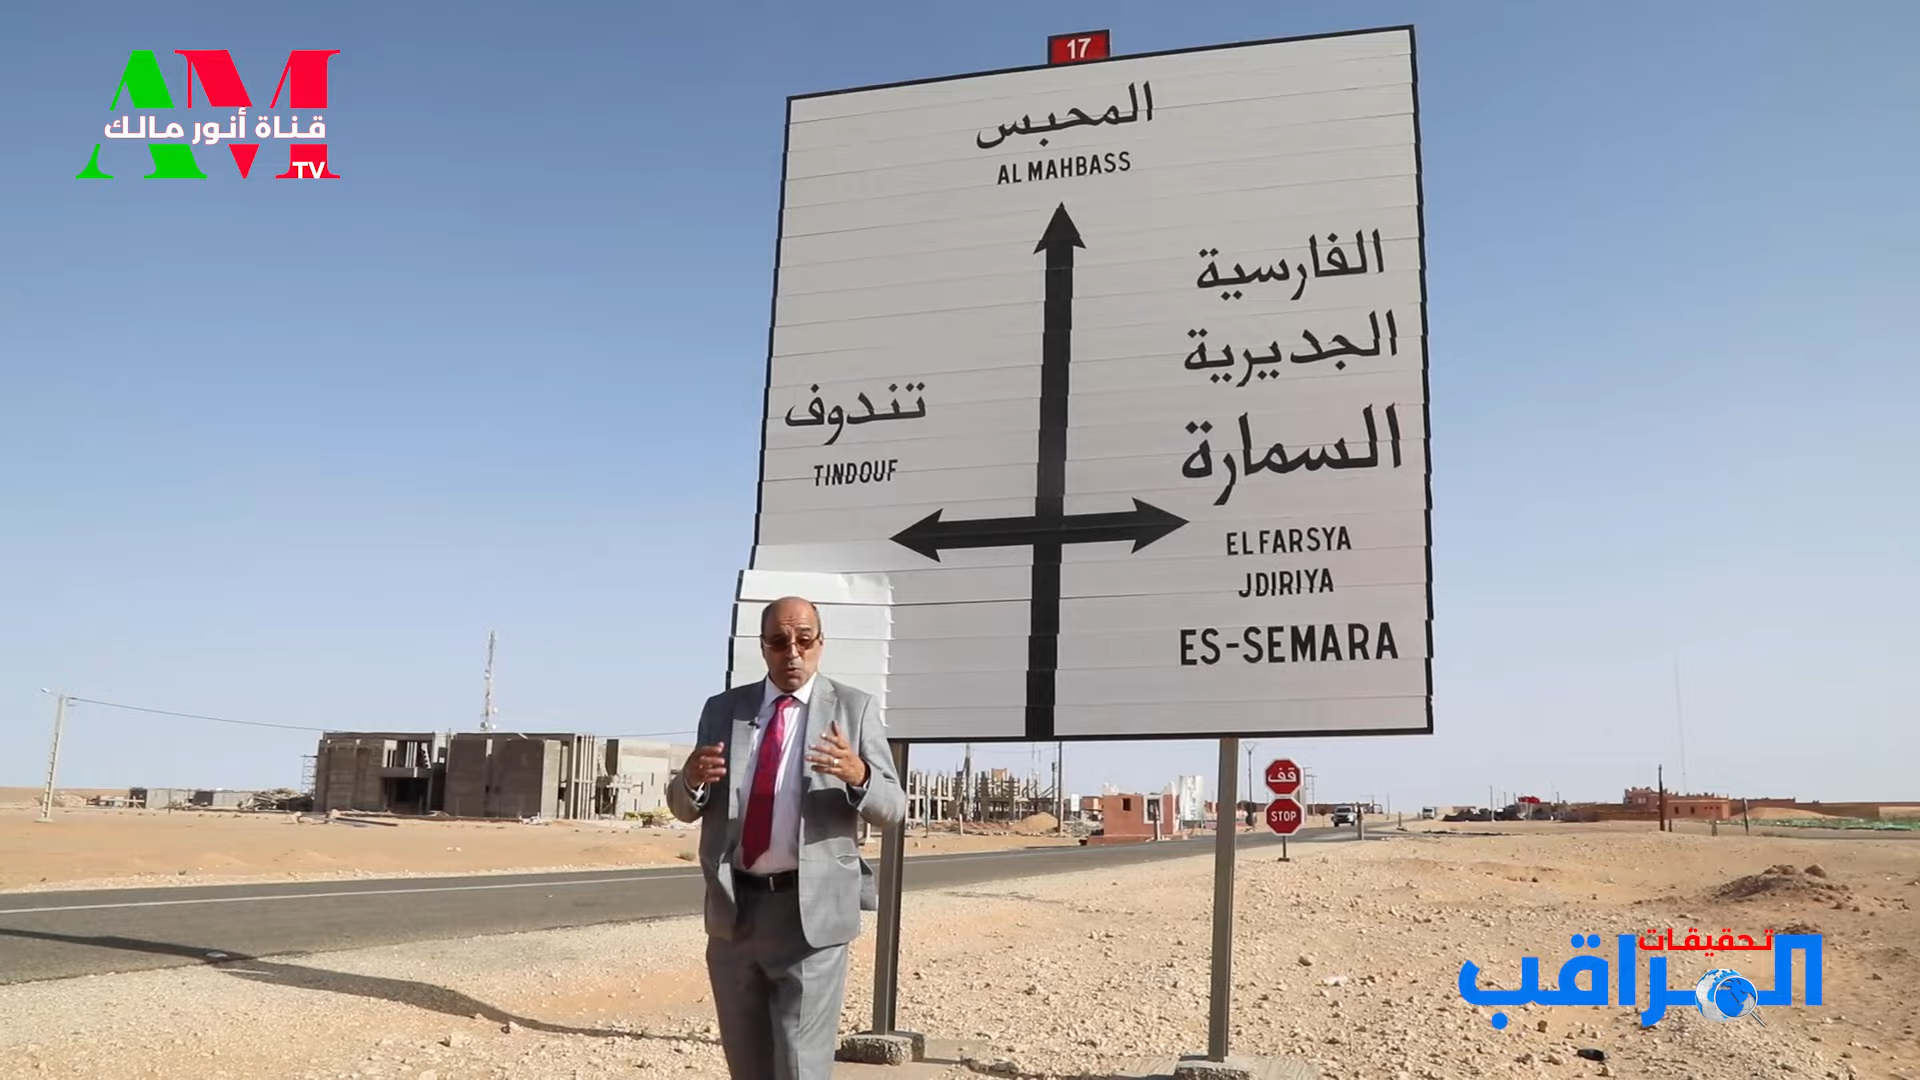 AM
قناة أنور مالك
TV
17
المحبس
AL MAHBASS
الفارسية
الجديرية
السمارة
تندوف
TINDOUF
EL FARSYA
JDIRIYA
ES-SEMARA
قف
STOP
تحقيقات
المراقب